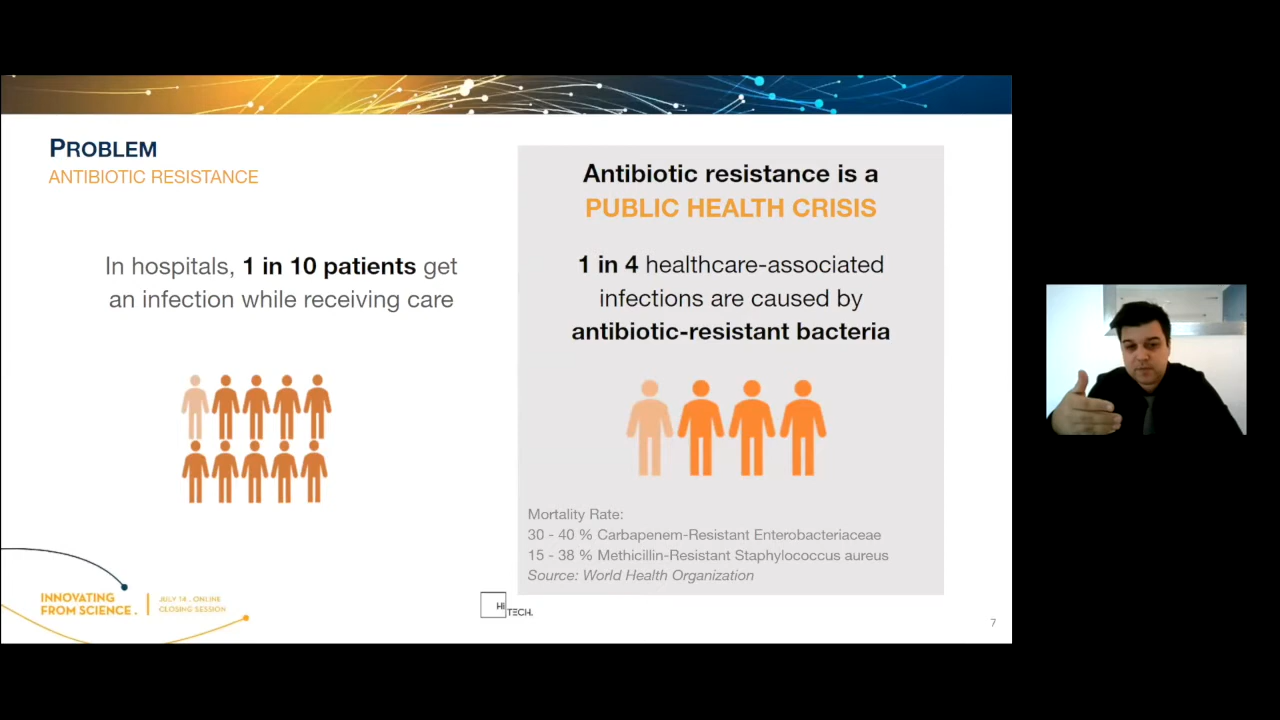 PROBLEM
ANTIBIOTIC RESISTANCE
In hospitals, 1 in 10 patients get
an infection while receiving care
Antibiotic resistance is a
PUBLIC HEALTH CRISIS
1 in 4 healthcare-associated
infections are caused by
antibiotic-resistant bacteria
Mortality Rate:
30 - 40 % Carbapenem-Resistant Enterobacteriaceae
15 - 38 % Methicillin-Resistant Staphylococcus aureus
Source: World Health Organization
INNOVATING
FROM SCIENCE.
JULY 14 . ONLINE
CLOSING SESSION
Hi
TECH.
7